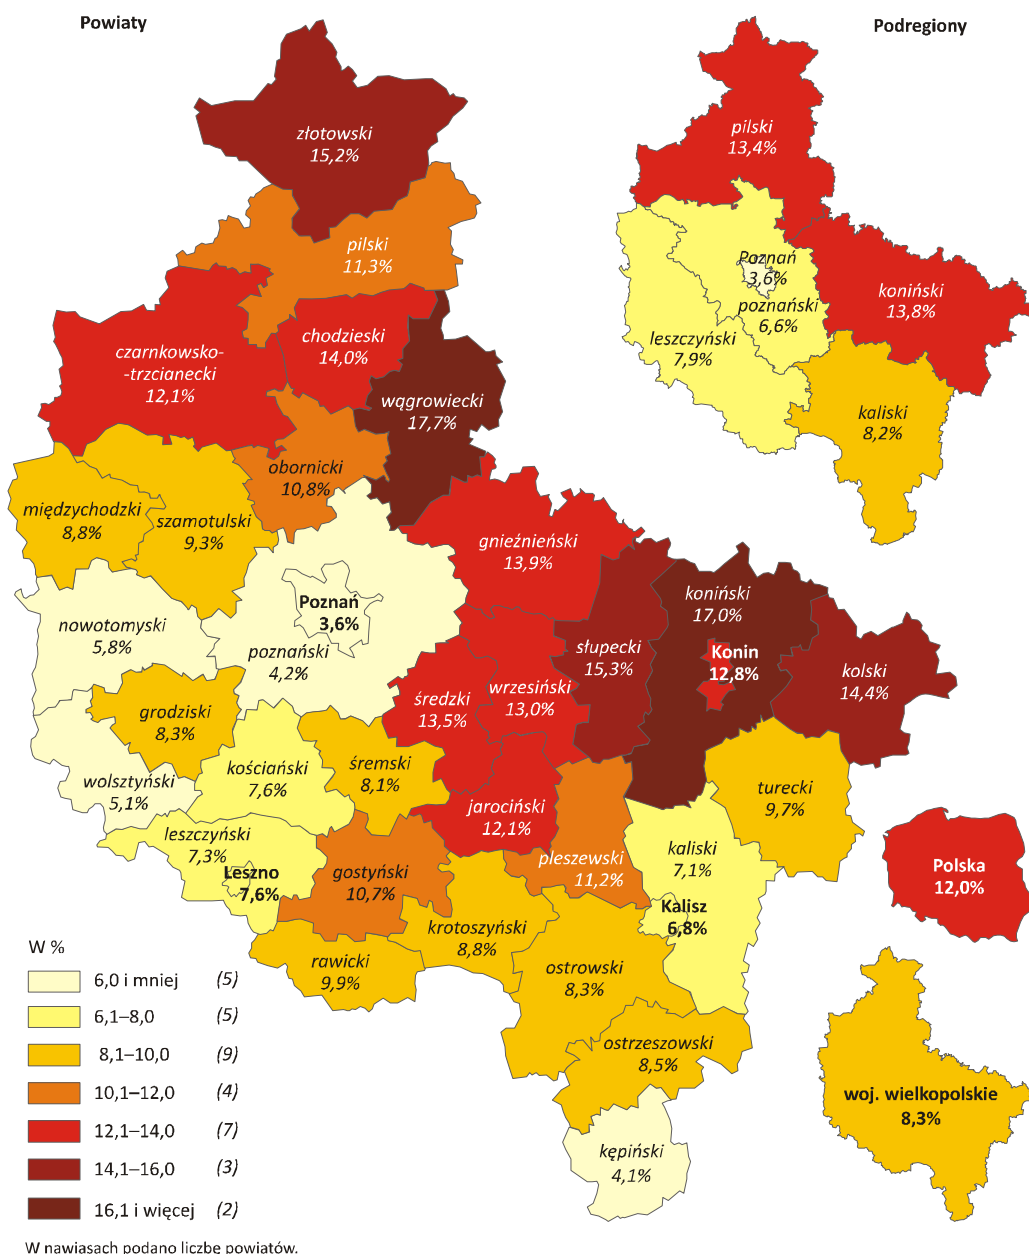 Powiaty
Podregiony
złotowski
15,2%
pilski
11,3%
czarnkowsko-
-trzcianecki
12,1%
chodzieski
14,0%
wągrowiecki
17,7%
obornicki
10,8%
międzychodzki
8,8%
szamotulski
9,3%
gnieźnieński
13,9%
nowotomyski
5,8%
Poznań
3,6%
poznański
4,2%
średzki
13,5%
wrzesiński
13,0%
słupecki
15,3%
koniński
17,0%
Konin
12,8%
kolski
14,4%
grodziski
8,3%
wolsztyński
5,1%
kościański
7,6%
śremski
8,1%
jarociński
12,1%
turecki
9,7%
leszczyński
7,3%
Leszno
7,6%
gostyński
10,7%
pleszewski
11,2%
kaliski
7,1%
Kalisz
6,8%
krotoszyński
8,8%
rawicki
9,9%
ostrowski
8,3%
ostrzeszowski
8,5%
kępiński
4,1%
pilski
13,4%
Poznań
3,6%
poznański
6,6%
leszczyński
7,9%
koniński
13,8%
kaliski
8,2%
Polska
12,0%
woj. wielkopolskie
8,3%
W %
6,0 i mniej (5)
6,1–8,0 (5)
8,1–10,0 (9)
10,1–12,0 (4)
12,1–14,0 (7)
14,1–16,0 (3)
16,1 i więcej (2)
W nawiasach podano liczbę powiatów.